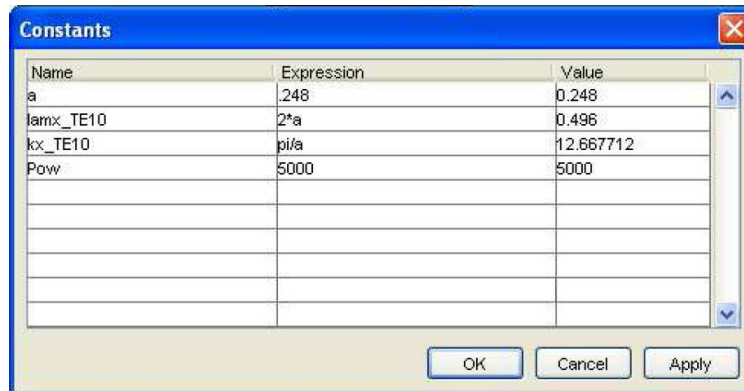 Constants
Name Expression Value
a .248 0.248
lamx_TE10 2*a 0.496
kx_TE10 pi/a 12.667712
Pow 5000 5000
OK Cancel Apply